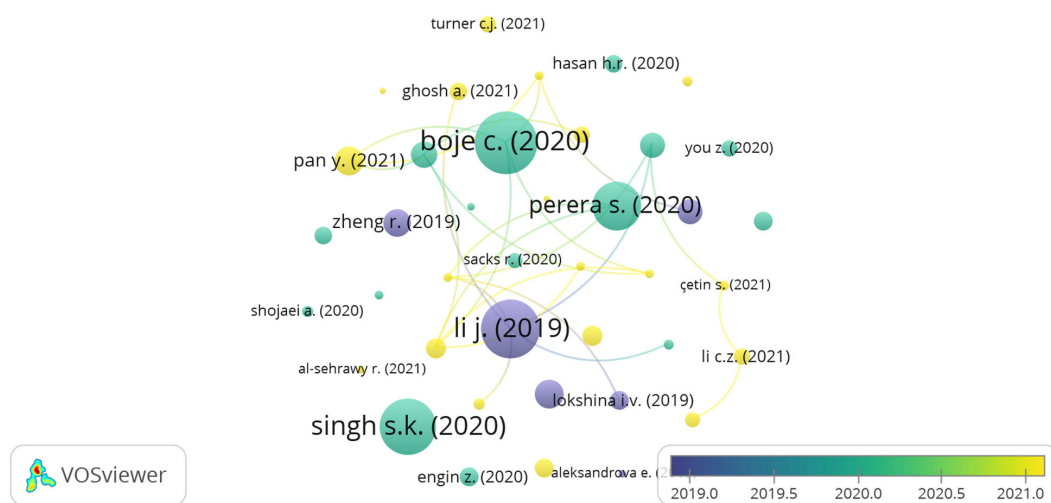 turner c.j. (2021)
hasan h.r. (2020)
ghosh a. (2021)
boje c. (2020)
pan y. (2021)
you z. (2020)
perera s. (2020)
zheng r. (2019)
sacks r. (2020)
çetin s. (2021)
shojaei a. (2020)
li j. (2019)
li c.z. (2021)
al-sehrawy r. (2021)
lokshina i.v. (2019)
singh s.k. (2020)
engin z. (2020)
aleksandrova e. (2
VOSviewer
2019.0 2019.5 2020.0 2020.5 2021.0